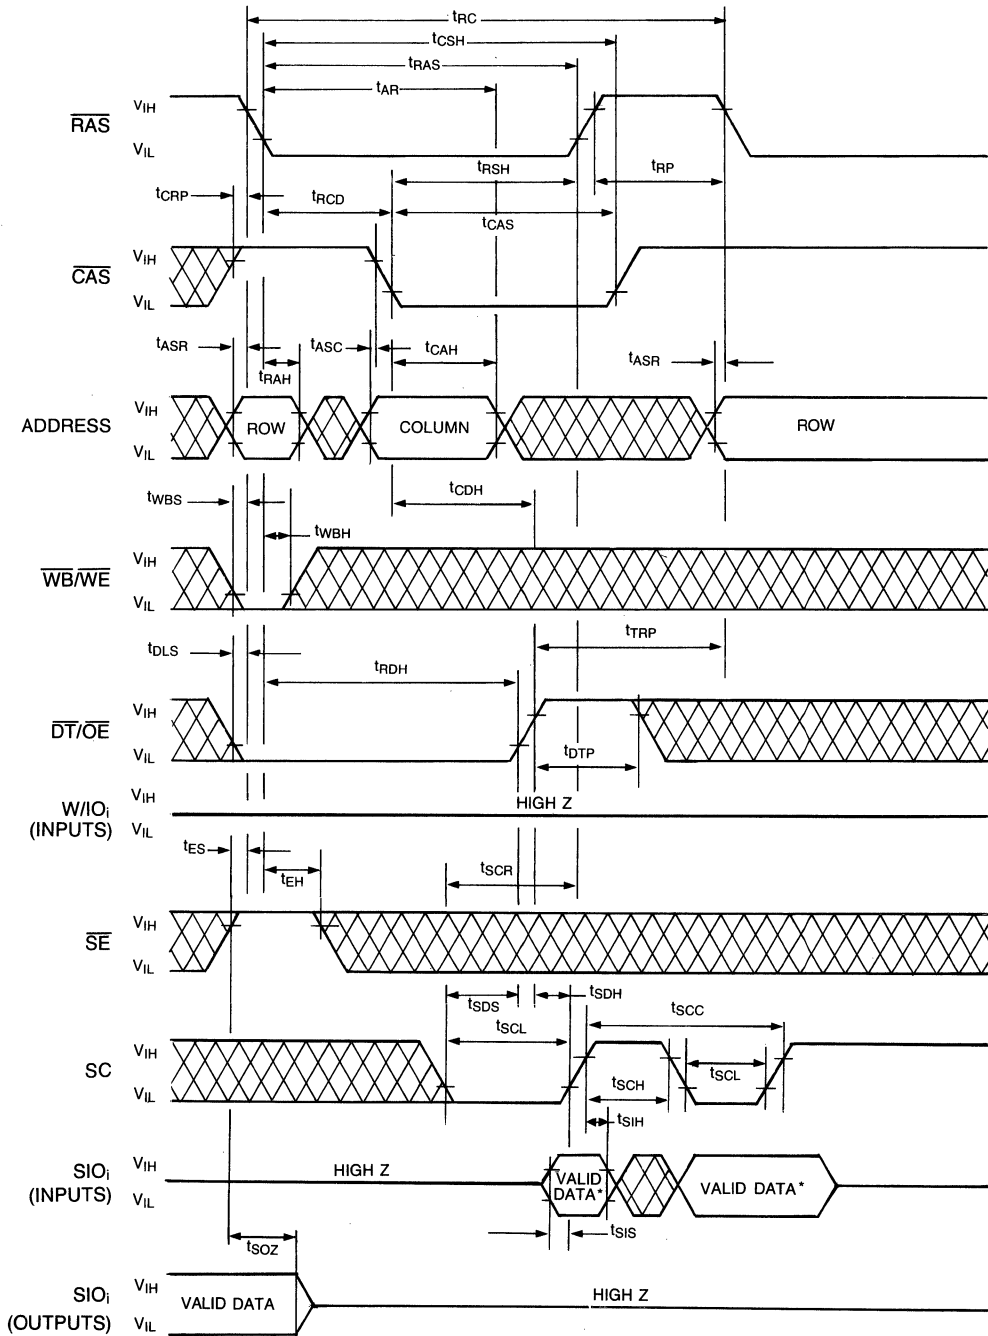 tRC
tCSH
tRAS
tAR
RAS VIH
VIL
tRSH tRP
tCRP tRCD
tCAS
CAS VIH
VIL
tASR tASC tCAH tASR
tRAH
ADDRESS VIH
VIL
ROW COLUMN ROW
tCDH
tWBS
tWBH
WB/WE VIH
VIL
tTRP
tDLS
tRDH
DT/OE VIH
VIL
tDTP
W/IOi (INPUTS) VIH
VIL
HIGH Z
tES
tEH tSCR
SE VIH
VIL
tSDS tSDH
tSCL tSCC
SC VIH
VIL
tSCH tSCL
tSIH
SIOi (INPUTS) VIH
VIL
HIGH Z VALID DATA* VALID DATA*
tSIS
tSOZ
SIOi (OUTPUTS) VIH
VIL
VALID DATA HIGH Z